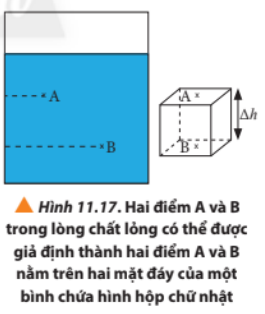 A
B
A
B
Δh
▲ Hình 11.17. Hai điểm A và B
trong lòng chất lỏng có thể được
giả định thành hai điểm A và B
nằm trên hai mặt đáy của một
bình chứa hình hộp chữ nhật